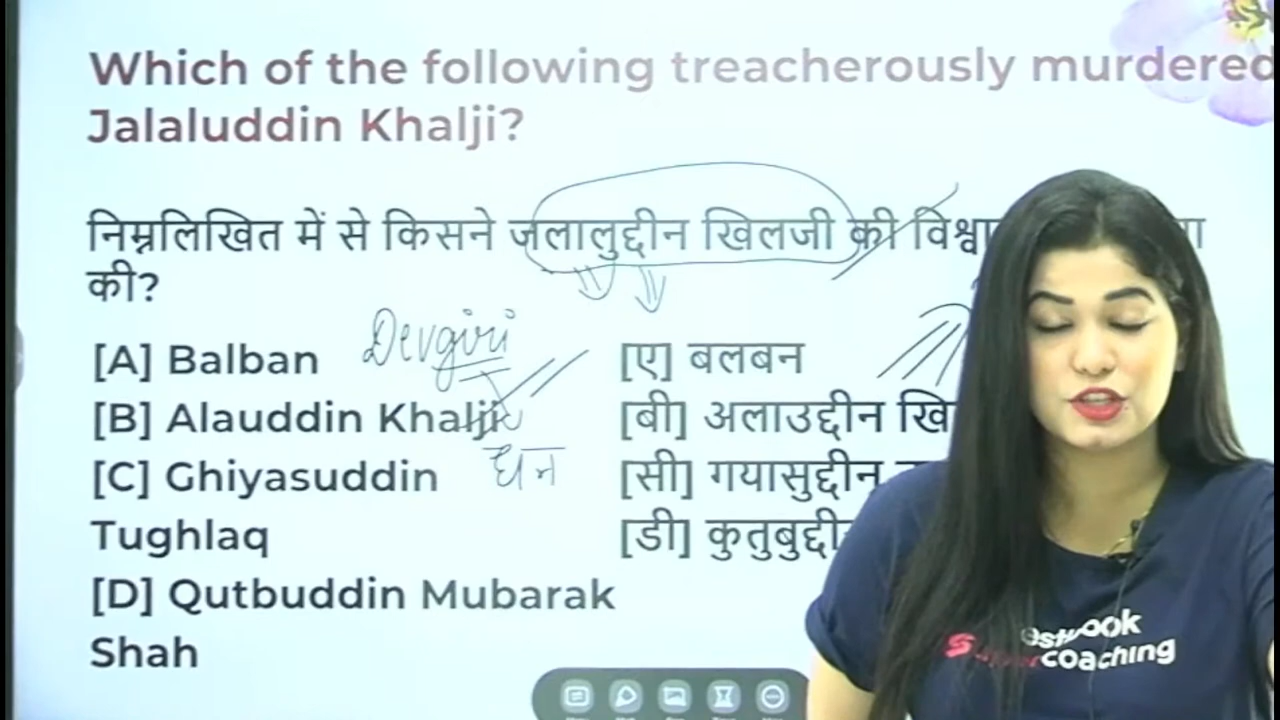 Which of the following treacherously murdered
Jalaluddin Khalji?
निम्नलिखित में से किसने जलालुद्दीन खिलजी की
की?
Devgiri
[A] Balban
[ए] बलबन
[B] Alauddin Khalji
[बी] अलाउद्दीन
धन
[C] Ghiyasuddin
[सी] गयासुद्दीन
Tughlaq
[डी]
[D] Qutbuddin Mubarak
Shah
coaching